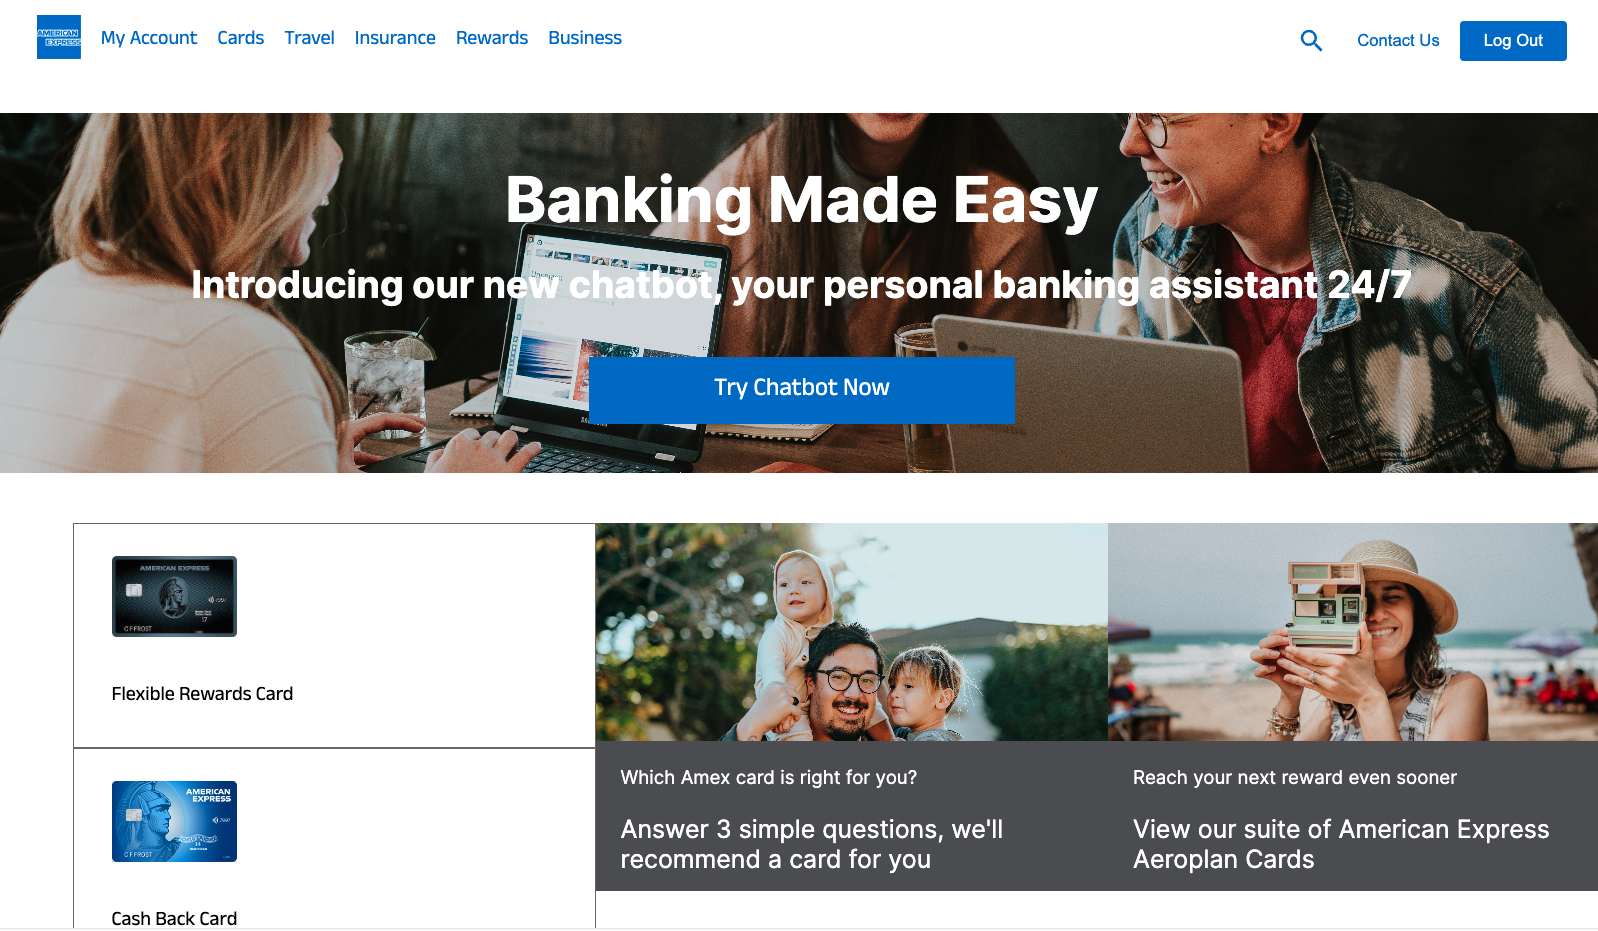 AMERICAN
EXPRESS
My Account
Cards
Travel
Insurance
Rewards
Business
Contact Us
Log Out
Banking Made Easy
Introducing our new chatbot, your personal banking assistant 24/7
Try Chatbot Now
AMERICAN EXPRESS
C F FROST
Flexible Rewards Card
AMERICAN
EXPRESS
C F FROST
Cash Back Card
Which Amex card is right for you?
Answer 3 simple questions, we'll
recommend a card for you
Reach your next reward even sooner
View our suite of American Express
Aeroplan Cards